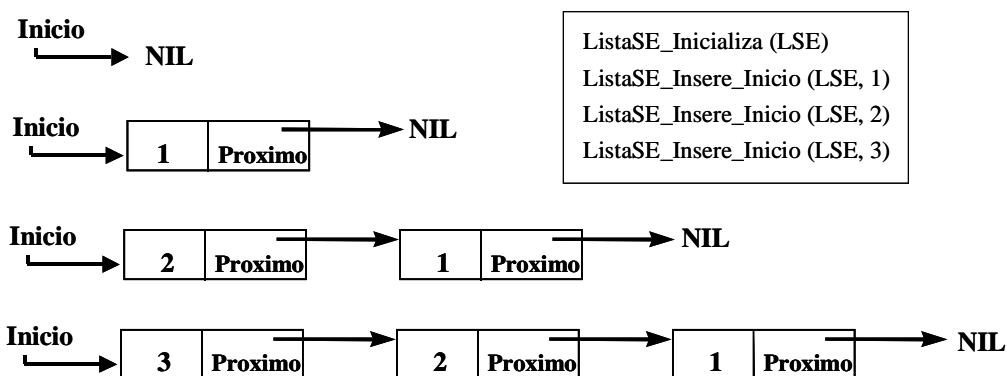 Inicio
NIL
ListaSE_Inicializa (LSE)
ListaSE_Insere_Inicio (LSE, 1)
ListaSE_Insere_Inicio (LSE, 2)
ListaSE_Insere_Inicio (LSE, 3)
Inicio
1 Proximo NIL
Inicio
2 Proximo 1 Proximo NIL
Inicio
3 Proximo 2 Proximo 1 Proximo NIL